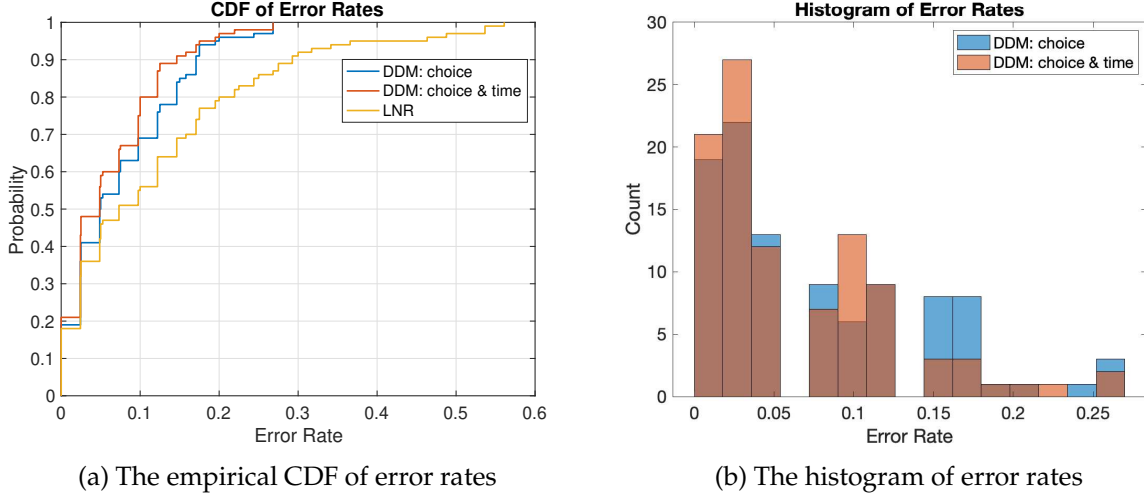 CDF of Error Rates
1
0.9
0.8
0.7
0.6
0.5
0.4
0.3
0.2
0.1
0
Probability
DDM: choice
DDM: choice & time
LNR
0 0.1 0.2 0.3 0.4 0.5 0.6
Error Rate
(a) The empirical CDF of error rates
Histogram of Error Rates
30
25
20
15
10
5
0
Count
DDM: choice
DDM: choice & time
0 0.05 0.1 0.15 0.2 0.25
Error Rate
(b) The histogram of error rates